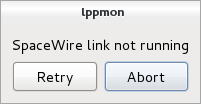 lppmon
SpaceWire link not running
Retry
Abort